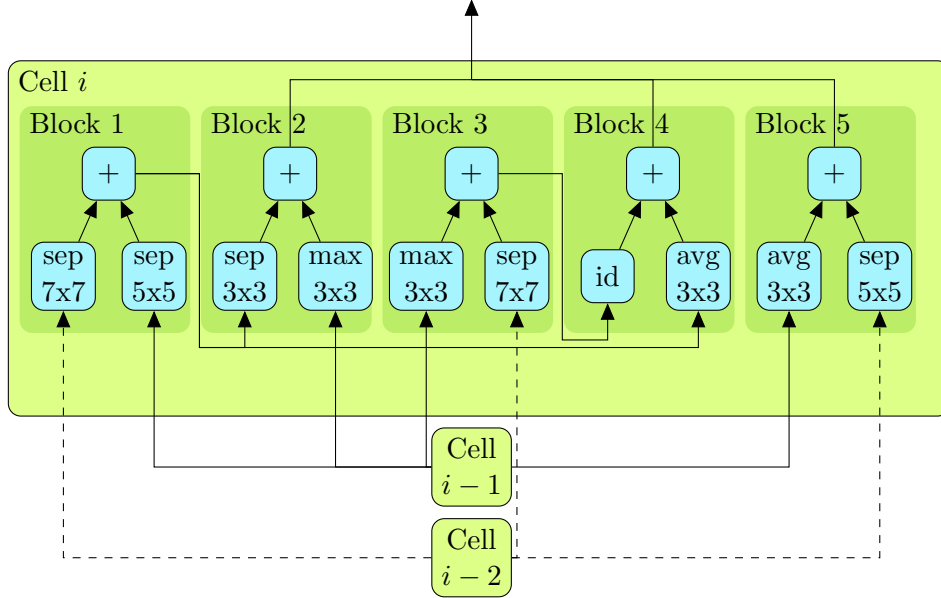 Cell i
Block 1
Block 2
Block 3
Block 4
Block 5
+
+
+
+
+
sep
7x7
sep
5x5
sep
3x3
max
3x3
max
3x3
sep
7x7
id
avg
3x3
avg
3x3
sep
5x5
Cell
i − 1
Cell
i − 2